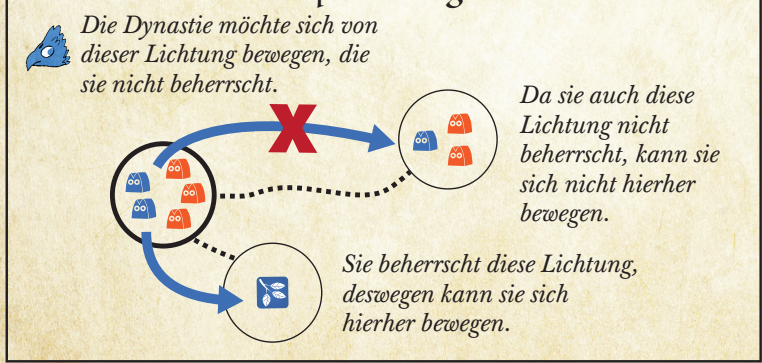 Die Dynastie möchte sich von
dieser Lichtung bewegen, die
sie nicht beherrscht.
Da sie auch diese
Lichtung nicht
beherrscht, kann sie
sich nicht hierher
bewegen.
Sie beherrscht diese Lichtung,
deswegen kann sie sich
hierher bewegen.